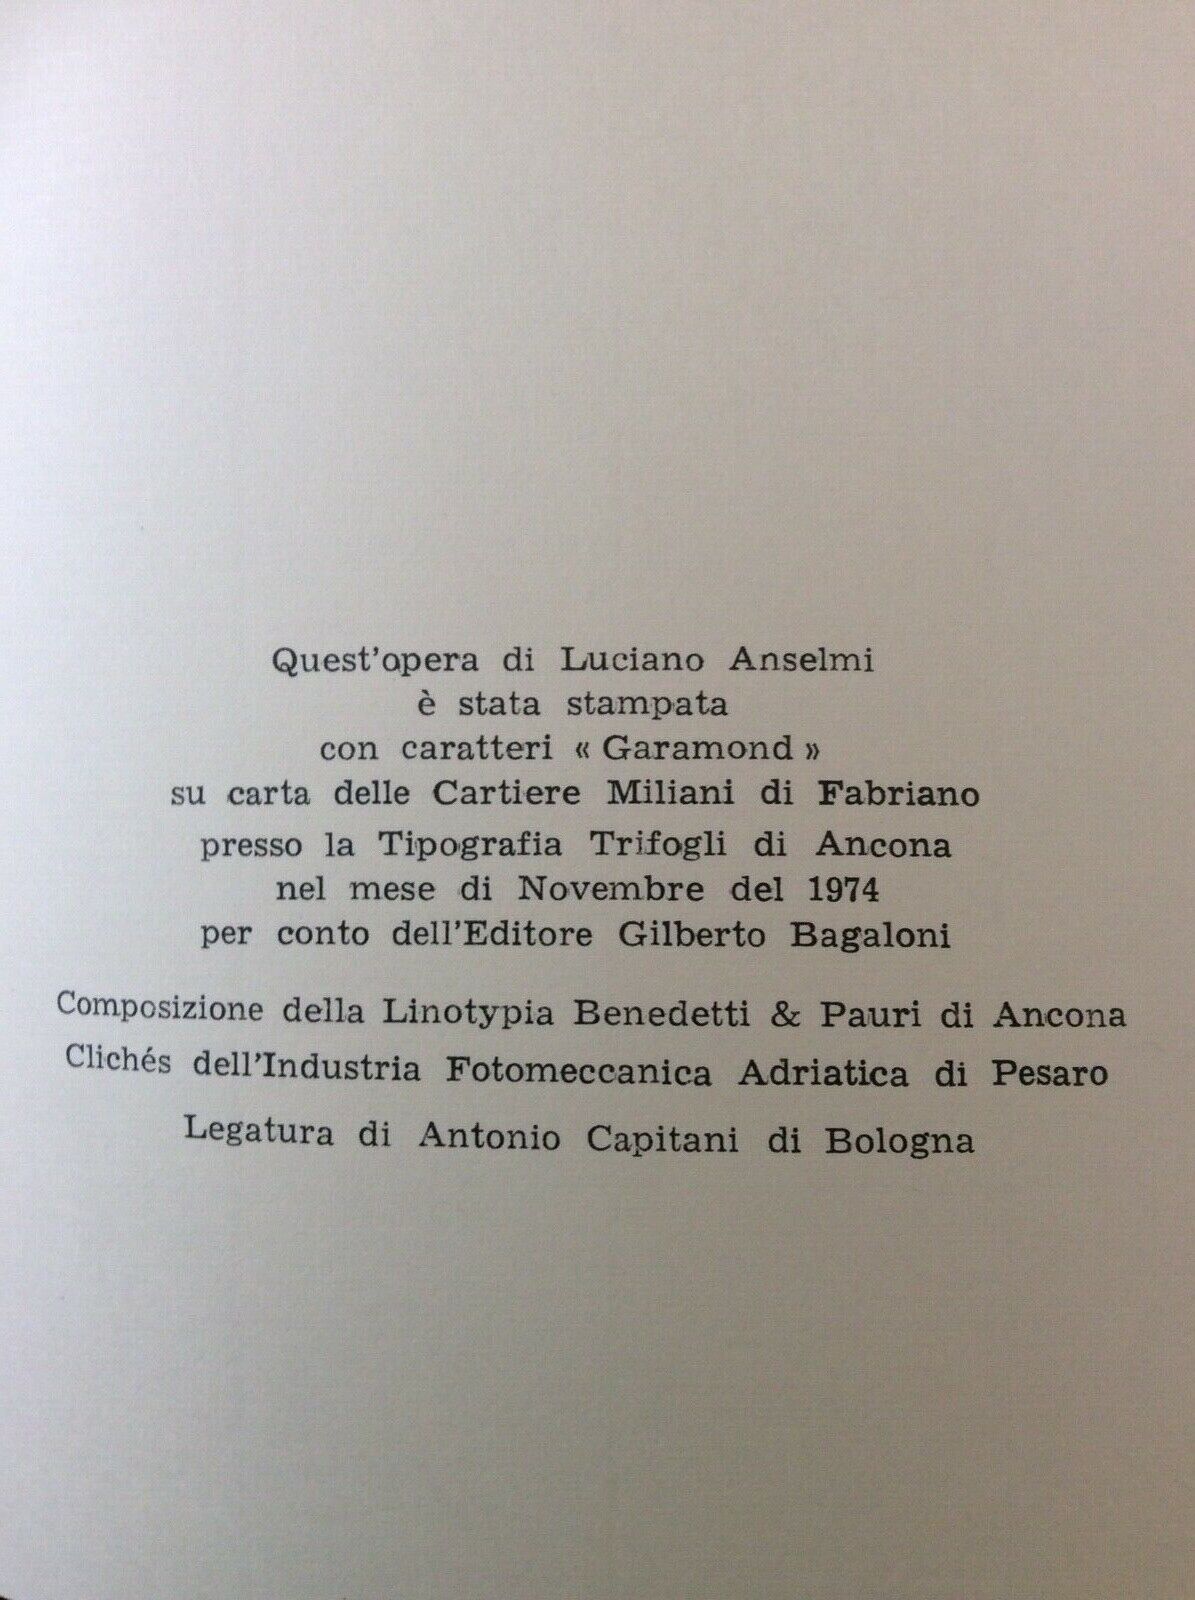 Quest'opera di Luciano Anselmi
è stata stampata
con caratteri « Garamond »
su carta delle Cartiere Miliani di Fabriano
presso la Tipografia Trifogli di Ancona
nel mese di Novembre del 1974
per conto dell'Editore Gilberto Bagaloni
Composizione della Linotypia Benedetti & Pauri di Ancona
Clichés dell'Industria Fotomeccanica Adriatica di Pesaro
Legatura di Antonio Capitani di Bologna